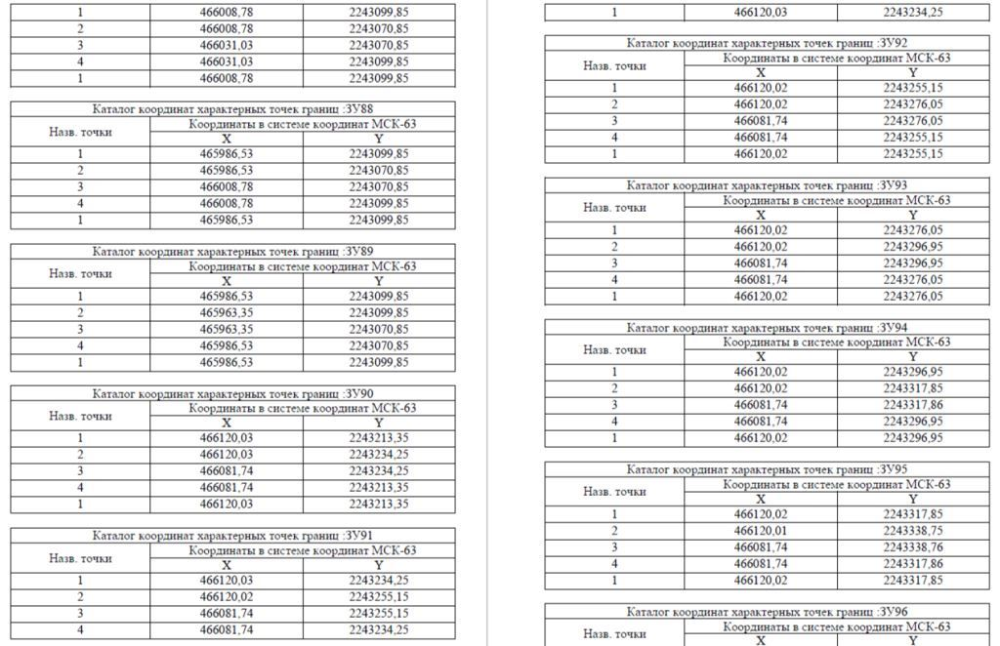 1 466008,78 2243099,85
2 466008,78 2243070,85
3 466031,03 2243070,85
4 466031,03 2243099,85
1 466008,78 2243099,85
Каталог координат характерных точек границ :ЗУ88
Назв. точки
Координаты в системе координат МСК-63
X Y
1 465986,53 2243099,85
2 465986,53 2243070,85
3 466008,78 2243070,85
4 466008,78 2243099,85
1 465986,53 2243099,85
Каталог координат характерных точек границ :ЗУ89
Назв. точки
Координаты в системе координат МСК-63
X Y
1 465986,53 2243099,85
2 465963,35 2243099,85
3 465963,35 2243070,85
4 465986,53 2243070,85
1 465986,53 2243099,85
Каталог координат характерных точек границ :ЗУ90
Назв. точки
Координаты в системе координат МСК-63
X Y
1 466120,03 2243213,35
2 466120,03 2243234,25
3 466081,74 2243234,25
4 466081,74 2243213,35
1 466120,03 2243213,35
Каталог координат характерных точек границ :ЗУ91
Назв. точки
Координаты в системе координат МСК-63
X Y
1 466120,03 2243234,25
2 466120,02 2243255,15
3 466081,74 2243255,15
4 466081,74 2243234,25
1 466120,03 2243234,25
Каталог координат характерных точек границ :ЗУ92
Назв. точки
Координаты в системе координат МСК-63
X Y
1 466120,02 2243255,15
2 466120,02 2243276,05
3 466081,74 2243276,05
4 466081,74 2243255,15
1 466120,02 2243255,15
Каталог координат характерных точек границ :ЗУ93
Назв. точки
Координаты в системе координат МСК-63
X Y
1 466120,02 2243276,05
2 466120,02 2243296,95
3 466081,74 2243296,95
4 466081,74 2243276,05
1 466120,02 2243276,05
Каталог координат характерных точек границ :ЗУ94
Назв. точки
Координаты в системе координат МСК-63
X Y
1 466120,02 2243296,95
2 466120,02 2243317,85
3 466081,74 2243317,86
4 466081,74 2243296,95
1 466120,02 2243296,95
Каталог координат характерных точек границ :ЗУ95
Назв. точки
Координаты в системе координат МСК-63
X Y
1 466120,02 2243317,85
2 466120,01 2243338,75
3 466081,74 2243338,76
4 466081,74 2243317,86
1 466120,02 2243317,85
Каталог координат характерных точек границ :ЗУ96
Назв. точки
Координаты в системе координат МСК-63
X Y